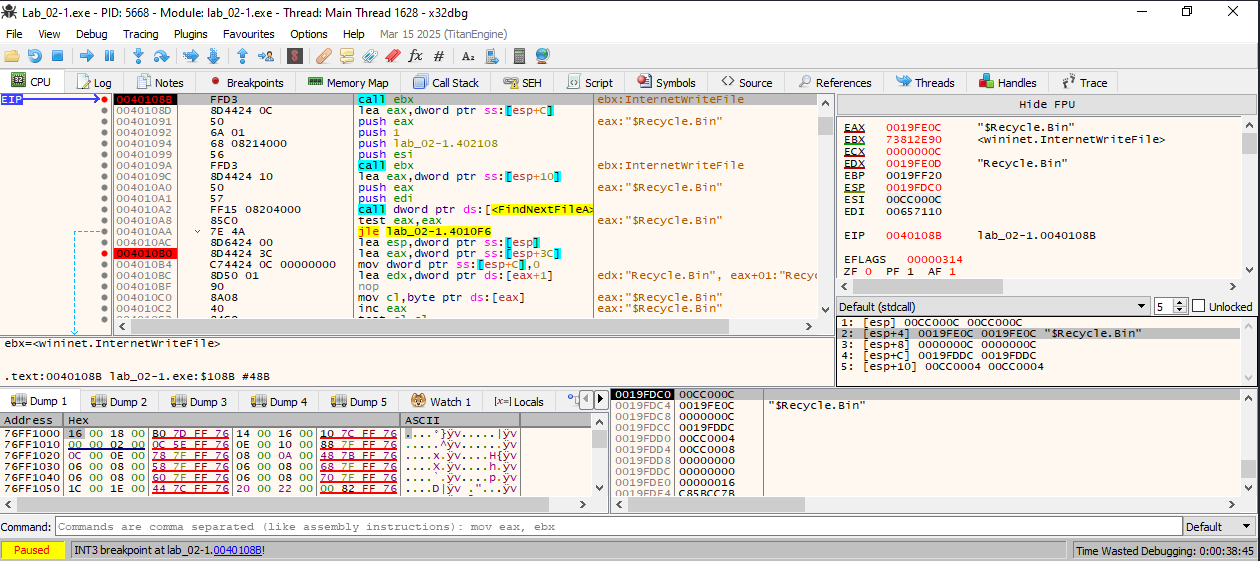 Lab_02-1.exe - PID: 5668 - Module: lab_02-1.exe - Thread: Main Thread 1628 - x32dbg
File View Debug Tracing Plugins Favourites Options Help Mar 15 2025 (TitanEngine)
CPU Log Notes Breakpoints Memory Map Call Stack SEH Script Symbols Source References Threads Handles Trace
EIP 0040108B FFD3 call ebx ebx:InternetWriteFile
0040108D 8D4424 0C lea eax,dword ptr ss:[esp+C]
00401091 50 push eax eax:"$Recycle.Bin"
00401092 6A 01 push 1
00401094 68 08214000 push lab_02-1.402108
00401099 56 push esi
0040109A FFD3 call ebx ebx:InternetWriteFile
0040109C 8D4424 10 lea eax,dword ptr ss:[esp+10]
004010A0 50 push eax eax:"$Recycle.Bin"
004010A1 57 push edi
004010A2 FF15 08204000 call dword ptr ds:[<FindNextFileA>
004010A8 85C0 test eax,eax eax:"$Recycle.Bin"
004010AA 7E 4A jle lab_02-1.4010F6
004010AC 8D6424 00 lea esp,dword ptr ss:[esp]
004010B0 8D4424 3C lea eax,dword ptr ss:[esp+3C]
004010B4 C74424 0C 00000000 mov dword ptr ss:[esp+C],0
004010BC 8D50 01 lea edx,dword ptr ds:[eax+1] edx:"Recycle.Bin", eax+01:"Recyc
004010BF 90 nop
004010C0 8A08 mov cl,byte ptr ds:[eax] eax:"$Recycle.Bin"
004010C2 40 inc eax eax:"$Recycle.Bin"
Hide FPU
EAX 0019FE0C "$Recycle.Bin"
EBX 73812E90 <wininet.InternetWriteFile>
ECX 0000000C
EDX 0019FE0D "Recycle.Bin"
EBP 0019FF20
ESP 0019FDC0
ESI 00CC000C
EDI 00657110
EIP 0040108B lab_02-1.0040108B
EFLAGS 00000314
ZF 0 PF 1 AF 1
Default (stdcall) 5 Unlocked
1: [esp] 00CC000C 00CC000C
2: [esp+4] 0019FE0C 0019FE0C "$Recycle.Bin"
3: [esp+8] 0000000C 0000000C
4: [esp+C] 0019FDDC 0019FDDC
5: [esp+10] 00CC0004 00CC0004
ebx=<wininet.InternetWriteFile>
.text:0040108B lab_02-1.exe:$108B #48B
Dump 1 Dump 2 Dump 3 Dump 4 Dump 5 Watch 1 [x=] Locals
Address Hex ASCII
76FF1000 16 00 18 00 B0 7D FF 76 14 00 16 00 10 7C FF 76 ....°}ÿv.....|ÿv
76FF1010 00 00 02 00 0C 5E FF 76 0E 00 10 00 88 7F FF 76 .....^ÿv......ÿv
76FF1020 0C 00 0E 00 78 7F FF 76 08 00 0A 00 48 7B FF 76 ....x.ÿv....H{ÿv
76FF1030 06 00 08 00 58 7F FF 76 06 00 08 00 68 7F FF 76 ....X.ÿv....h.ÿv
76FF1040 06 00 08 00 60 7F FF 76 06 00 08 00 70 7F FF 76 ....`.ÿv....p.ÿv
76FF1050 1C 00 1E 00 44 7C FF 76 20 00 22 00 00 82 FF 76 ....D|ÿv ."...ÿv
0019FDC0 00CC000C
0019FDC4 0019FE0C "$Recycle.Bin"
0019FDC8 0000000C
0019FDCC 0019FDDC
0019FDD0 00CC0004
0019FDD4 00CC0008
0019FDD8 00000000
0019FDDC 00000000
0019FDE0 00000016
0019FDE4 C85BCC7B
Command: Commands are comma separated (like assembly instructions): mov eax, ebx Default
Paused INT3 breakpoint at lab_02-1.0040108B! Time Wasted Debugging: 0:00:38:45